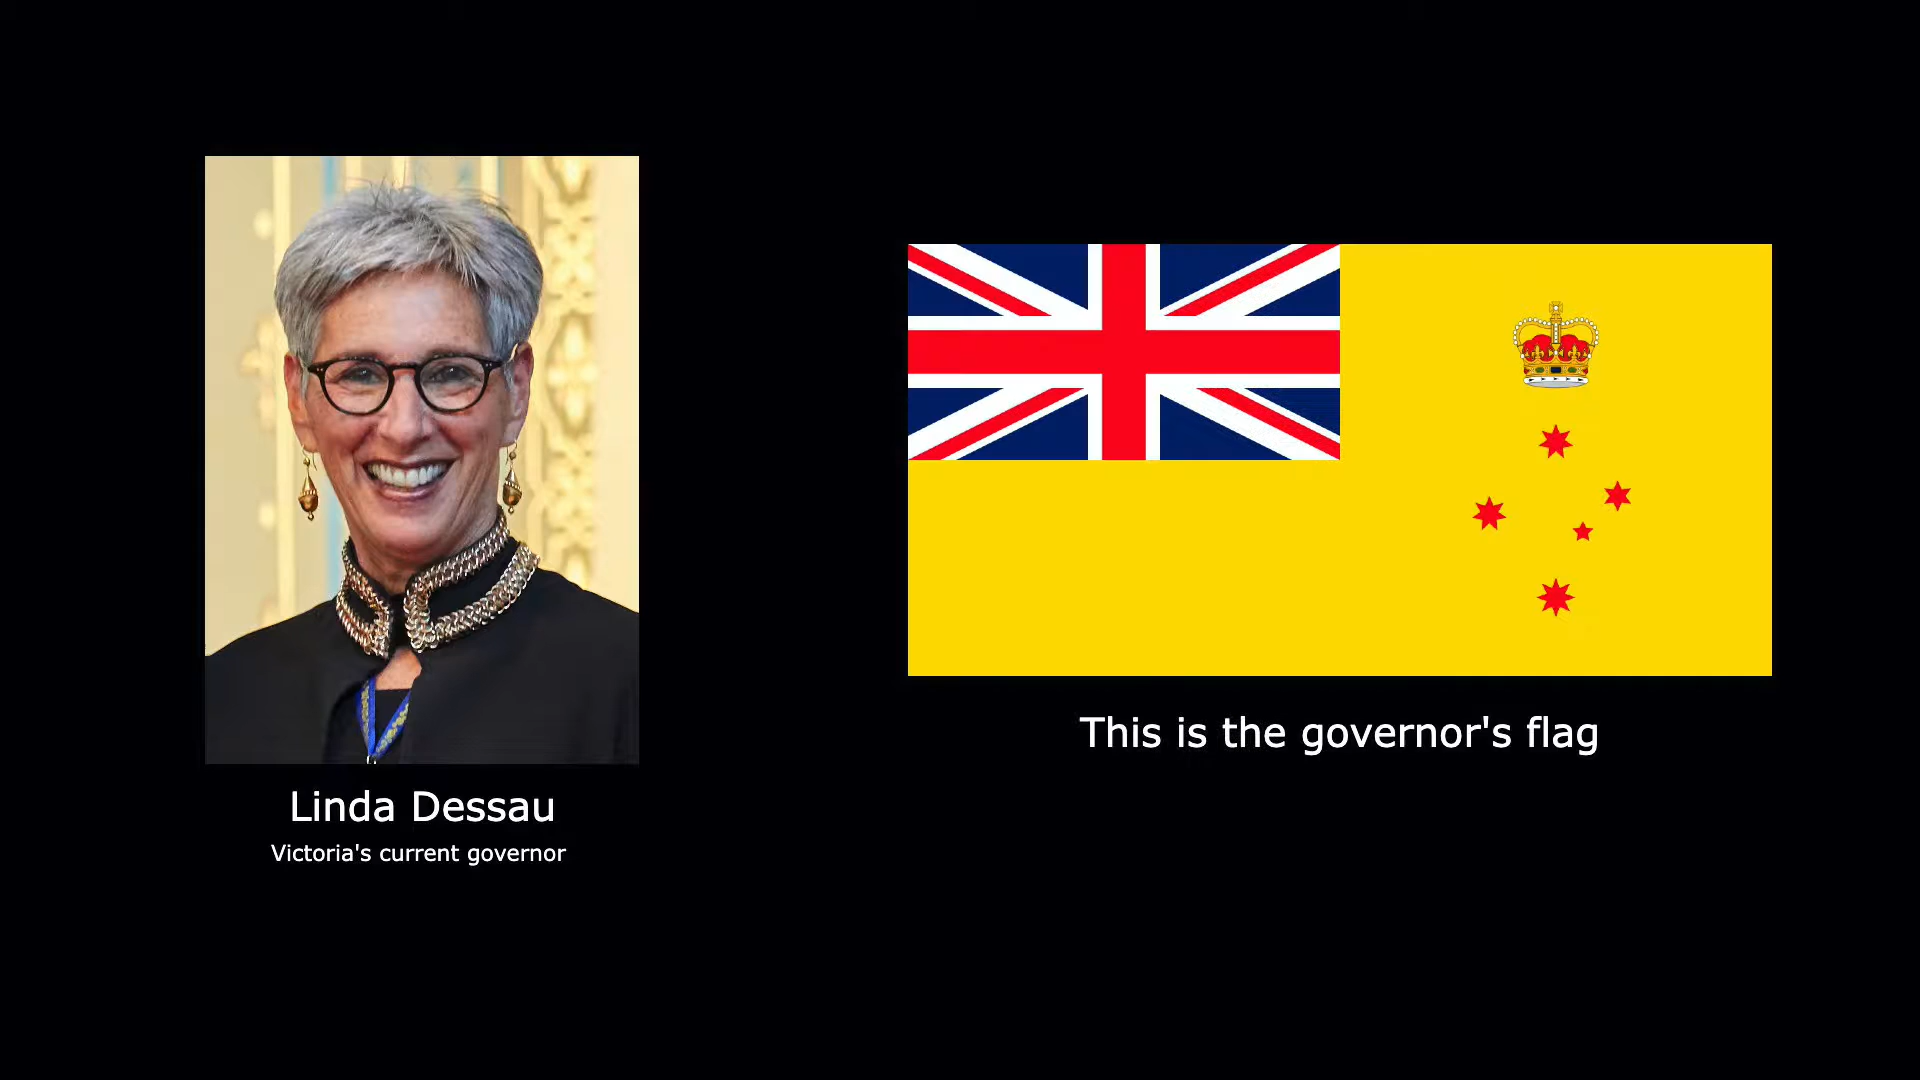 Linda Dessau
Victoria's current governor
This is the governor's flag